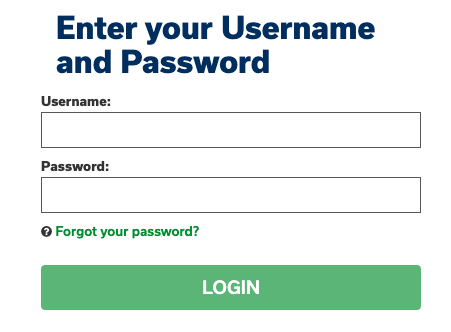 Enter your Username
and Password
Username:
Password:
Forgot your password?
LOGIN